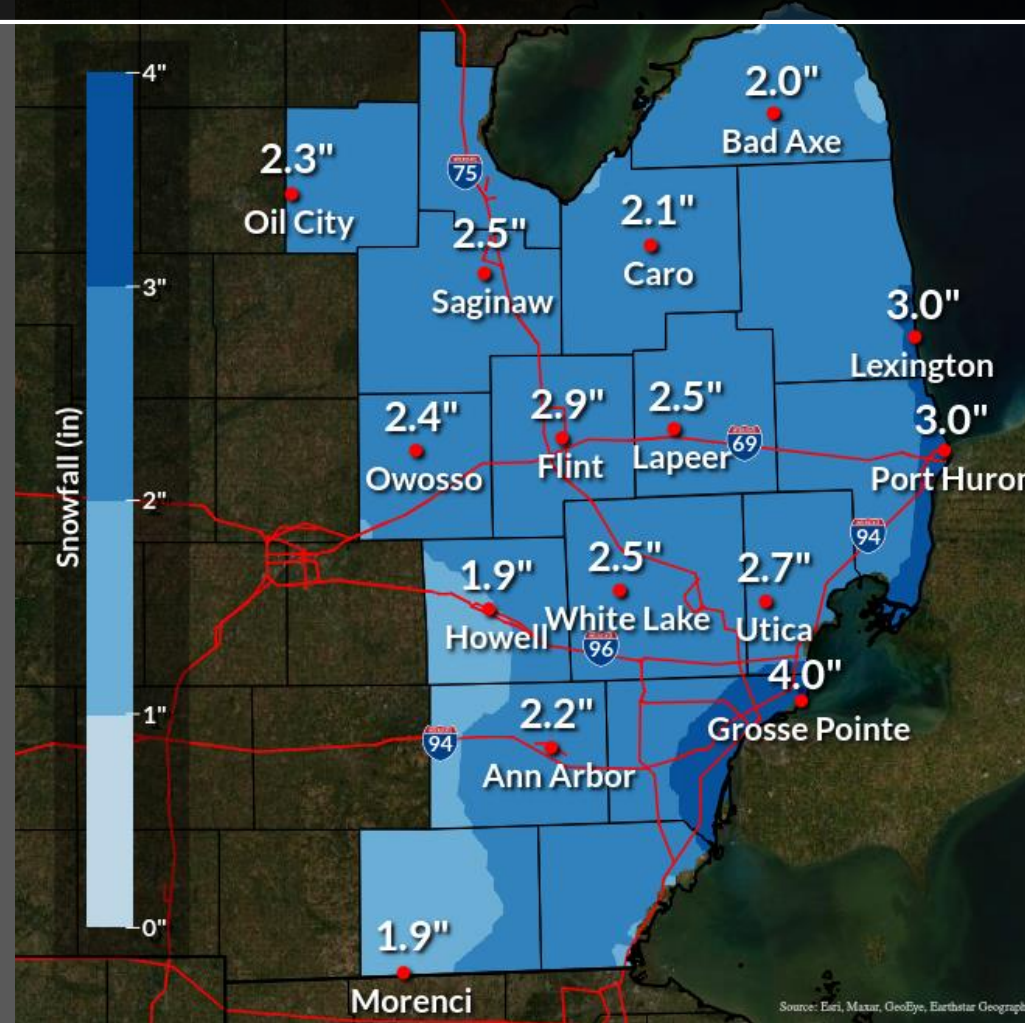 4"
3"
2"
1"
0"
Snowfall (in)
2.0"
Bad Axe
2.3"
Oil City
75
2.5"
Saginaw
2.1"
Caro
3.0"
Lexington
2.4"
Owosso
2.9"
Flint
2.5"
Lapeer
69
3.0"
Port Huron
94
1.9"
Howell
2.5"
White Lake
96
2.7"
Utica
4.0"
Grosse Pointe
94
2.2"
Ann Arbor
1.9"
Morenci
Source: Esri, Maxar, GeoEye, Earthstar Geograph